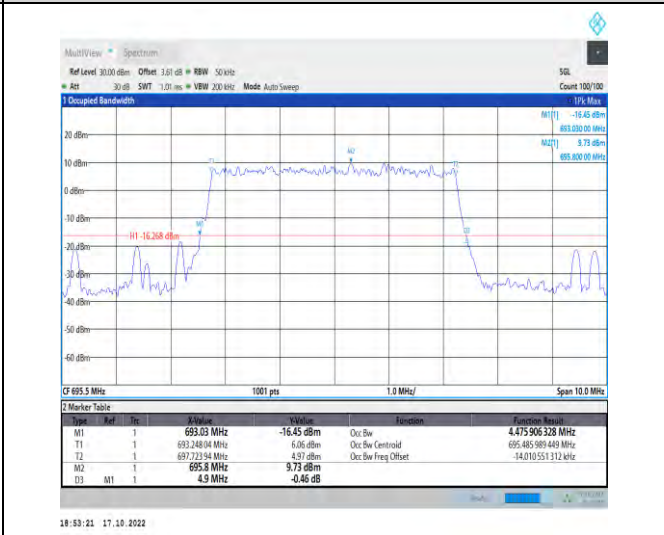 MultiView Spectrum
Ref Level 30.00 dBm Offset 3.61 dB RBW 50 kHz SGL
Att 30 dB SWT 1.01 ms VBW 200 kHz Mode Auto Sweep Count 100/100
1 Occupied Bandwidth 1Pk Max
M1[1] -16.45 dBm
693.030 00 MHz
M2[1] 9.73 dBm
695.800 00 MHz
20 dBm
M2
T1 T2
10 dBm
0 dBm
-10 dBm
M1
D3
H1 -16.268 dBm
-20 dBm
-30 dBm
-40 dBm
-50 dBm
-60 dBm
CF 695.5 MHz 1001 pts 1.0 MHz/ Span 10.0 MHz
2 Marker Table
Type Ref Trc X-Value Y-Value Function Function Result
M1 1 693.03 MHz -16.45 dBm Occ Bw 4.475 906 328 MHz
T1 1 693.248 04 MHz 6.06 dBm Occ Bw Centroid 695.485 989 449 MHz
T2 1 697.723 94 MHz 4.97 dBm Occ Bw Freq Offset -14.010 551 312 kHz
M2 1 695.8 MHz 9.73 dBm
D3 M1 1 4.9 MHz -0.46 dB
18:53:21 17.10.2022